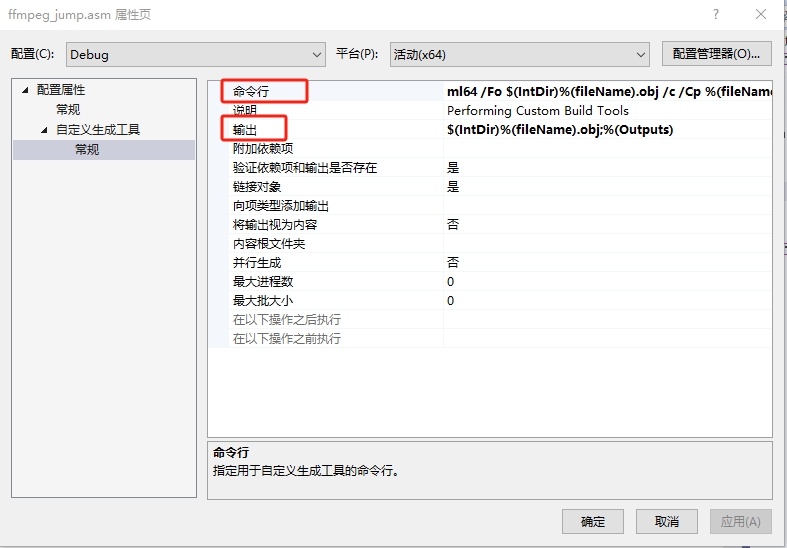 ffmpeg_jump.asm 属性页
配置(C): Debug 平台(P): 活动(x64) 配置管理器(O)...
配置属性
常规
自定义生成工具
常规
命令行 ml64 /Fo $(IntDir)%(fileName).obj /c /Cp %(fileName
说明 Performing Custom Build Tools
输出 $(IntDir)%(fileName).obj;%(Outputs)
附加依赖项
验证依赖项和输出是否存在 是
链接对象 是
向项类型添加输出
将输出视为内容 否
内容根文件夹
并行生成 否
最大进程数 0
最大批大小 0
在以下操作之后执行
在以下操作之前执行
命令行
指定用于自定义生成工具的命令行。
确定 取消 应用(A)